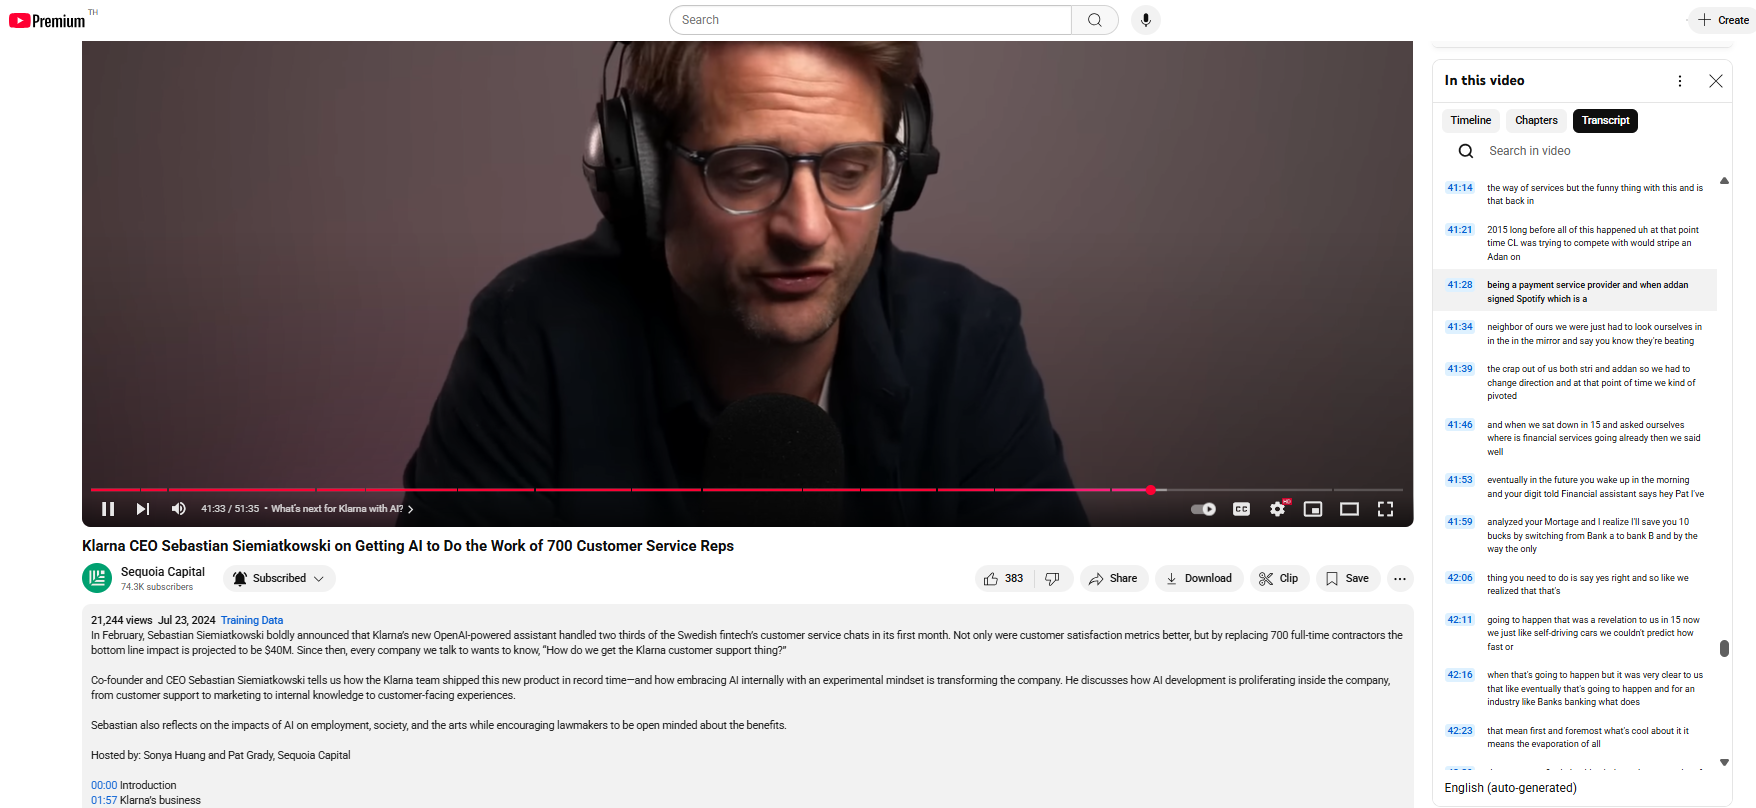 Premium TH
Search
Create
41:33 / 51:35 • What's next for Klarna with AI?
CC
HD
Klarna CEO Sebastian Siemiatkowski on Getting AI to Do the Work of 700 Customer Service Reps
Sequoia Capital
74.3K subscribers
Subscribed
383
Share
Download
Clip
Save
21,244 views Jul 23, 2024 Training Data
In February, Sebastian Siemiatkowski boldly announced that Klarna's new OpenAI-powered assistant handled two thirds of the Swedish fintech's customer service chats in its first month. Not only were customer satisfaction metrics better, but by replacing 700 full-time contractors the
bottom line impact is projected to be $40M. Since then, every company we talk to wants to know, "How do we get the Klarna customer support thing?"
Co-founder and CEO Sebastian Siemiatkowski tells us how the Klarna team shipped this new product in record time—and how embracing AI internally with an experimental mindset is transforming the company. He discusses how AI development is proliferating inside the company,
from customer support to marketing to internal knowledge to customer-facing experiences.
Sebastian also reflects on the impacts of AI on employment, society, and the arts while encouraging lawmakers to be open minded about the benefits.
Hosted by: Sonya Huang and Pat Grady, Sequoia Capital
00:00 Introduction
01:57 Klarna's business
In this video
Timeline
Chapters
Transcript
Search in video
41:14 the way of services but the funny thing with this and is
that back in
41:21 2015 long before all of this happened uh at that point
time CL was trying to compete with would stripe an
Adan on
41:28 being a payment service provider and when addan
signed Spotify which is a
41:34 neighbor of ours we were just had to look ourselves in
in the in the mirror and say you know they're beating
41:39 the crap out of us both stri and addan so we had to
change direction and at that point of time we kind of
pivoted
41:46 and when we sat down in 15 and asked ourselves
where is financial services going already then we said
well
41:53 eventually in the future you wake up in the morning
and your digit told Financial assistant says hey Pat I've
41:59 analyzed your Mortage and I realize I'll save you 10
bucks by switching from Bank a to bank B and by the
way the only
42:06 thing you need to do is say yes right and so like we
realized that that's
42:11 going to happen that was a revelation to us in 15 now
we just like self-driving cars we couldn't predict how
fast or
42:16 when that's going to happen but it was very clear to us
that like eventually that's going to happen and for an
industry like Banks banking what does
42:23 that mean first and foremost what's cool about it it
means the evaporation of all
English (auto-generated)